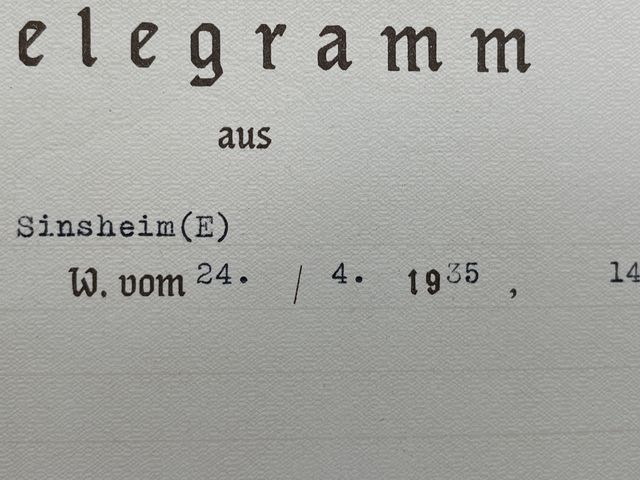 elegramm
aus
Sinsheim(E)
W. vom 24. / 4. 1935 , 14